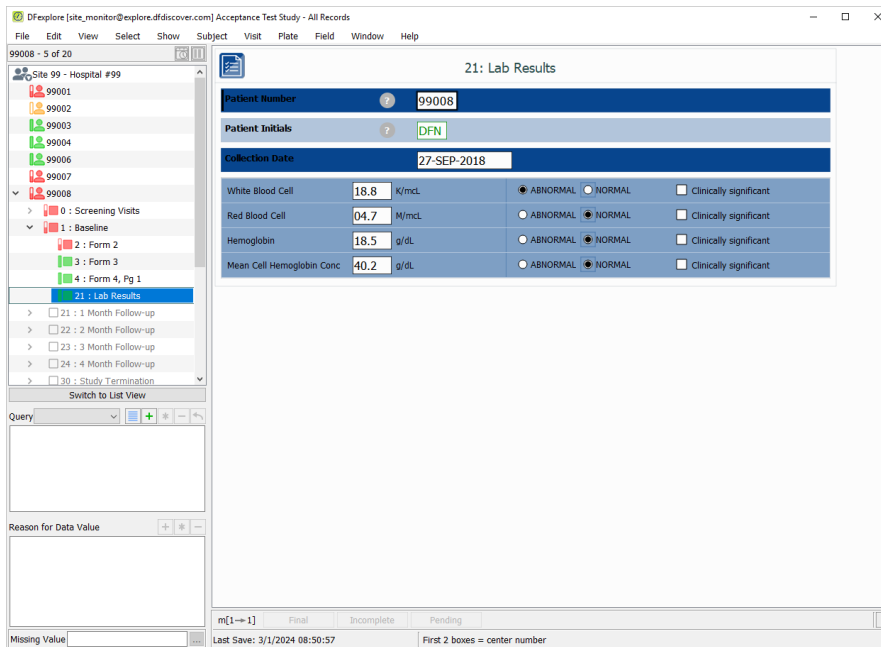 DFexplore [site_monitor@explore.dfdiscover.com] Acceptance Test Study - All Records
File Edit View Select Show Subject Visit Plate Field Window Help
99008 - 5 of 20
Site 99 - Hospital #99
99001
99002
99003
99004
99006
99007
99008
0 : Screening Visits
1 : Baseline
2 : Form 2
3 : Form 3
4 : Form 4, Pg 1
21 : Lab Results
21 : 1 Month Follow-up
22 : 2 Month Follow-up
23 : 3 Month Follow-up
24 : 4 Month Follow-up
30 : Study Termination
Switch to List View
Query
Reason for Data Value
Missing Value ...
21: Lab Results
Patient Number ? 99008
Patient Initials ? DFN
Collection Date 27-SEP-2018
White Blood Cell 18.8 K/mcL ABNORMAL NORMAL Clinically significant
Red Blood Cell 04.7 M/mcL ABNORMAL NORMAL Clinically significant
Hemoglobin 18.5 g/dL ABNORMAL NORMAL Clinically significant
Mean Cell Hemoglobin Conc 40.2 g/dL ABNORMAL NORMAL Clinically significant
m[1→1] Final Incomplete Pending
Last Save: 3/1/2024 08:50:57 First 2 boxes = center number